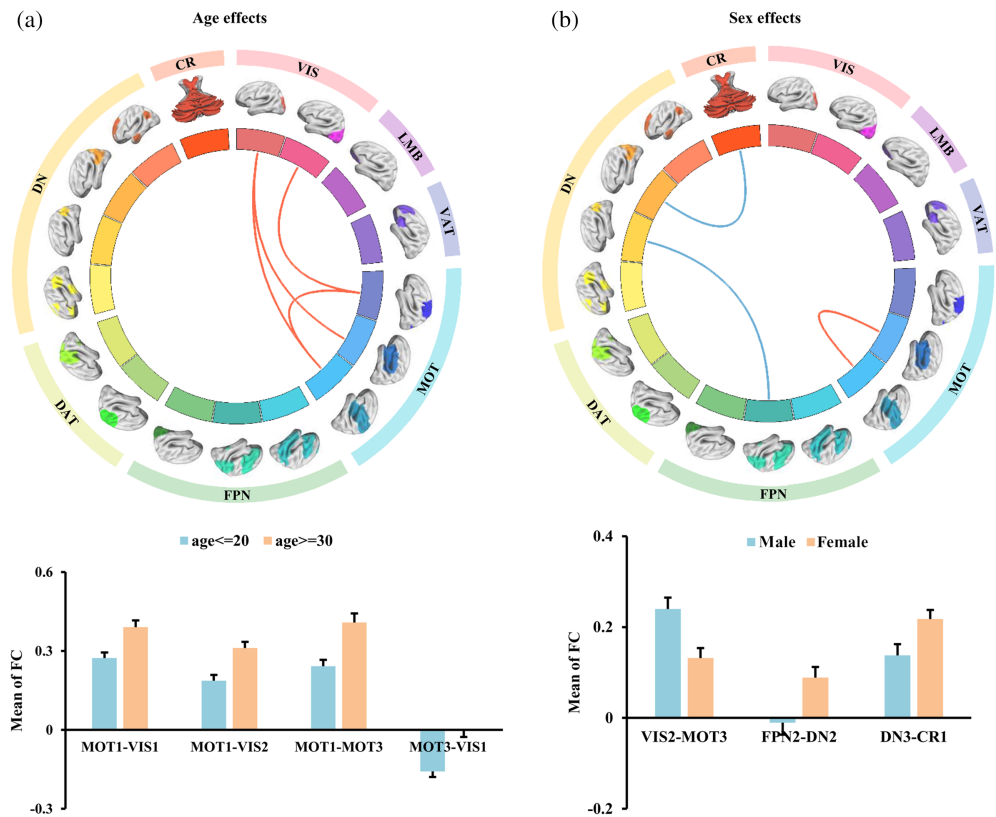 (a)
Age effects
CR
VIS
LMB
VAT
MOT
FPN
DAT
DN
age<=20
age>=30
Mean of FC
0.6
0.3
0
-0.3
MOT1-VIS1
MOT1-VIS2
MOT1-MOT3
MOT3-VIS1
(b)
Sex effects
CR
VIS
LMB
VAT
MOT
FPN
DAT
DN
Male
Female
Mean of FC
0.4
0.2
0
-0.2
VIS2-MOT3
FPN2-DN2
DN3-CR1